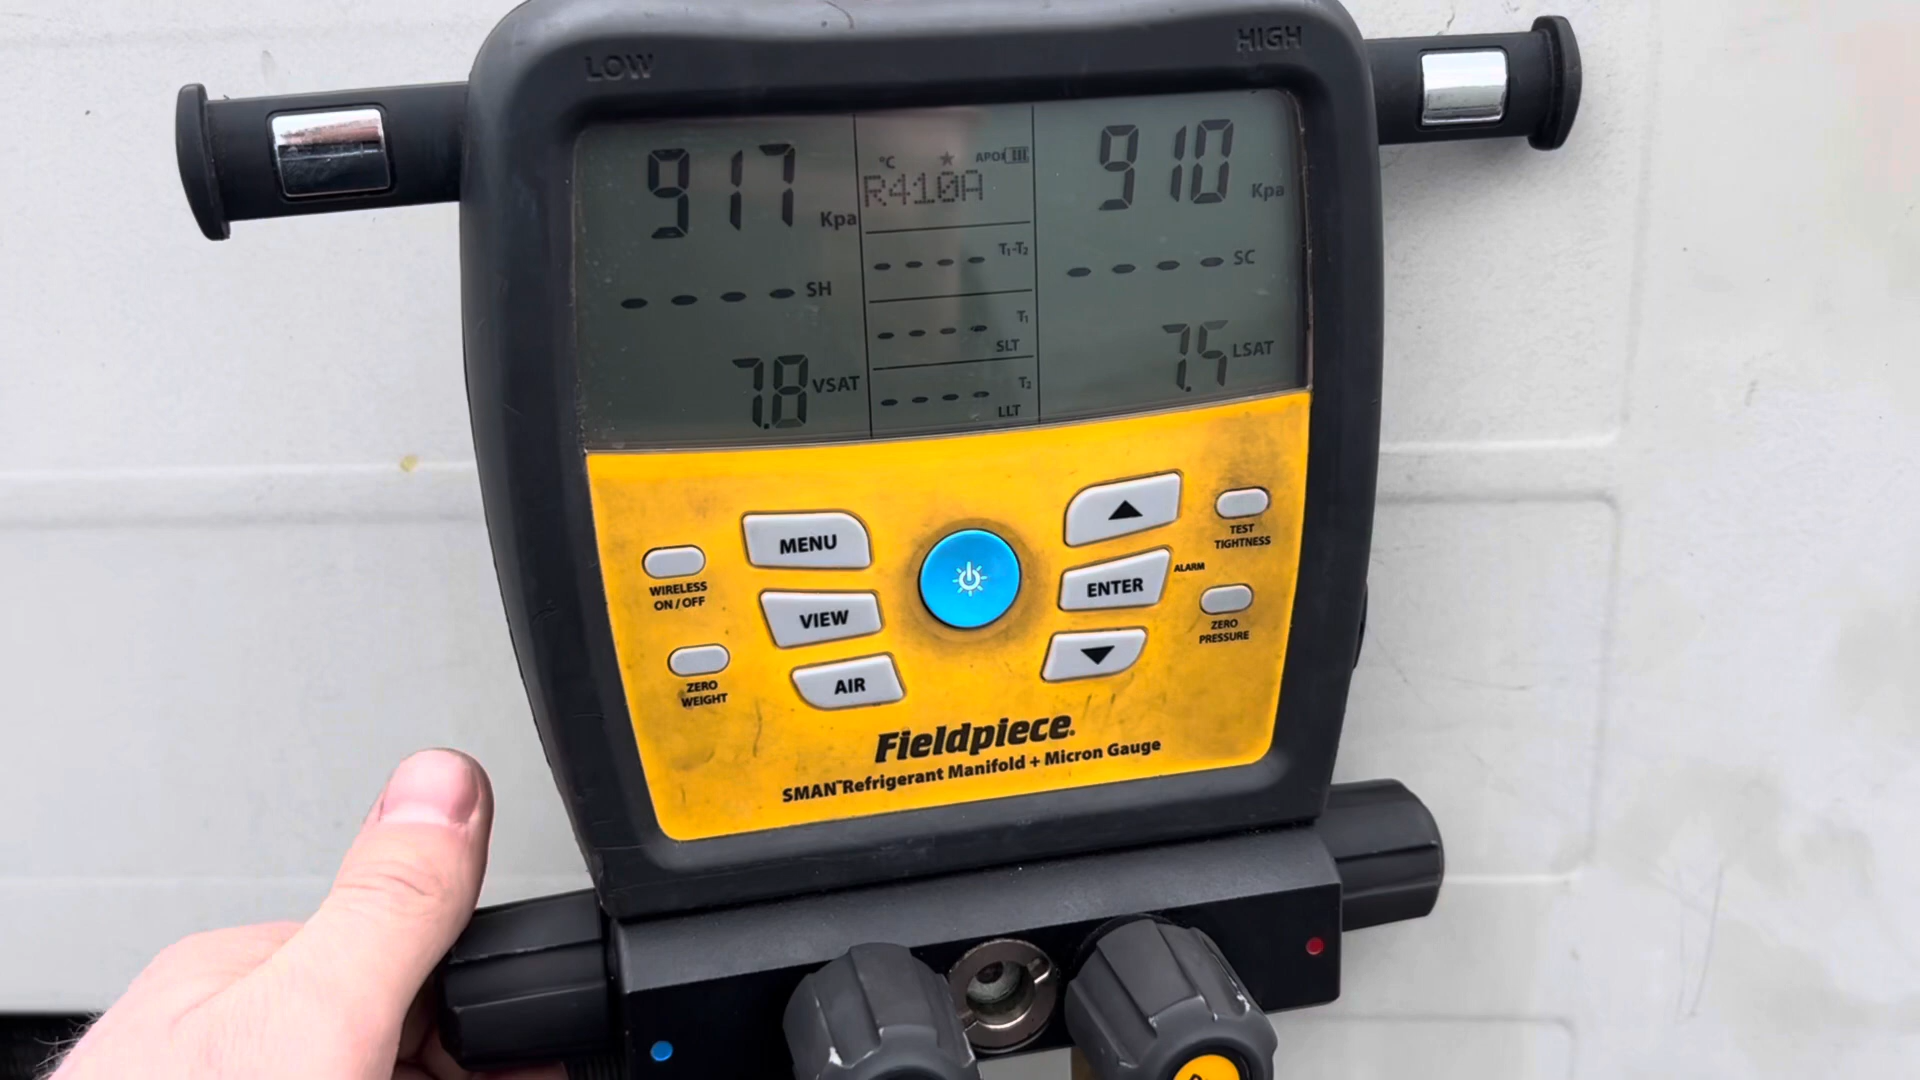 LOW
HIGH
917 Kpa
°C
R410A
910 Kpa
---- SH
---- T₁-T₂
---- SC
---- T₁
SLT
7.8 VSAT
7.5 LSAT
---- T₂
LLT
WIRELESS
ON / OFF
ZERO
WEIGHT
MENU
VIEW
AIR
ENTER
ALARM
TEST
TIGHTNESS
ZERO
PRESSURE
Fieldpiece®
SMAN™ Refrigerant Manifold + Micron Gauge